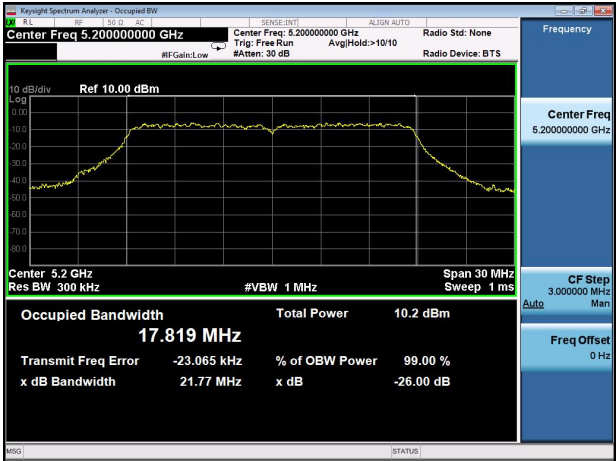 Keysight Spectrum Analyzer - Occupied BW
LXI RL RF 50 Ω AC SENSE:INT ALIGN AUTO
Center Freq 5.200000000 GHz
Center Freq: 5.200000000 GHz
Radio Std: None
Trig: Free Run Avg|Hold:>10/10
#IFGain:Low
#Atten: 30 dB
Radio Device: BTS
10 dB/div Ref 10.00 dBm
Log
0.00
-10.0
-20.0
-30.0
-40.0
-50.0
-60.0
-70.0
-80.0
Center 5.2 GHz
Span 30 MHz
Res BW 300 kHz
#VBW 1 MHz
Sweep 1 ms
Occupied Bandwidth
17.819 MHz
Total Power 10.2 dBm
Transmit Freq Error -23.065 kHz
% of OBW Power 99.00 %
x dB Bandwidth 21.77 MHz
x dB -26.00 dB
MSG
STATUS
Frequency
Center Freq
5.200000000 GHz
CF Step
3.000000 MHz
Auto Man
Freq Offset
0 Hz